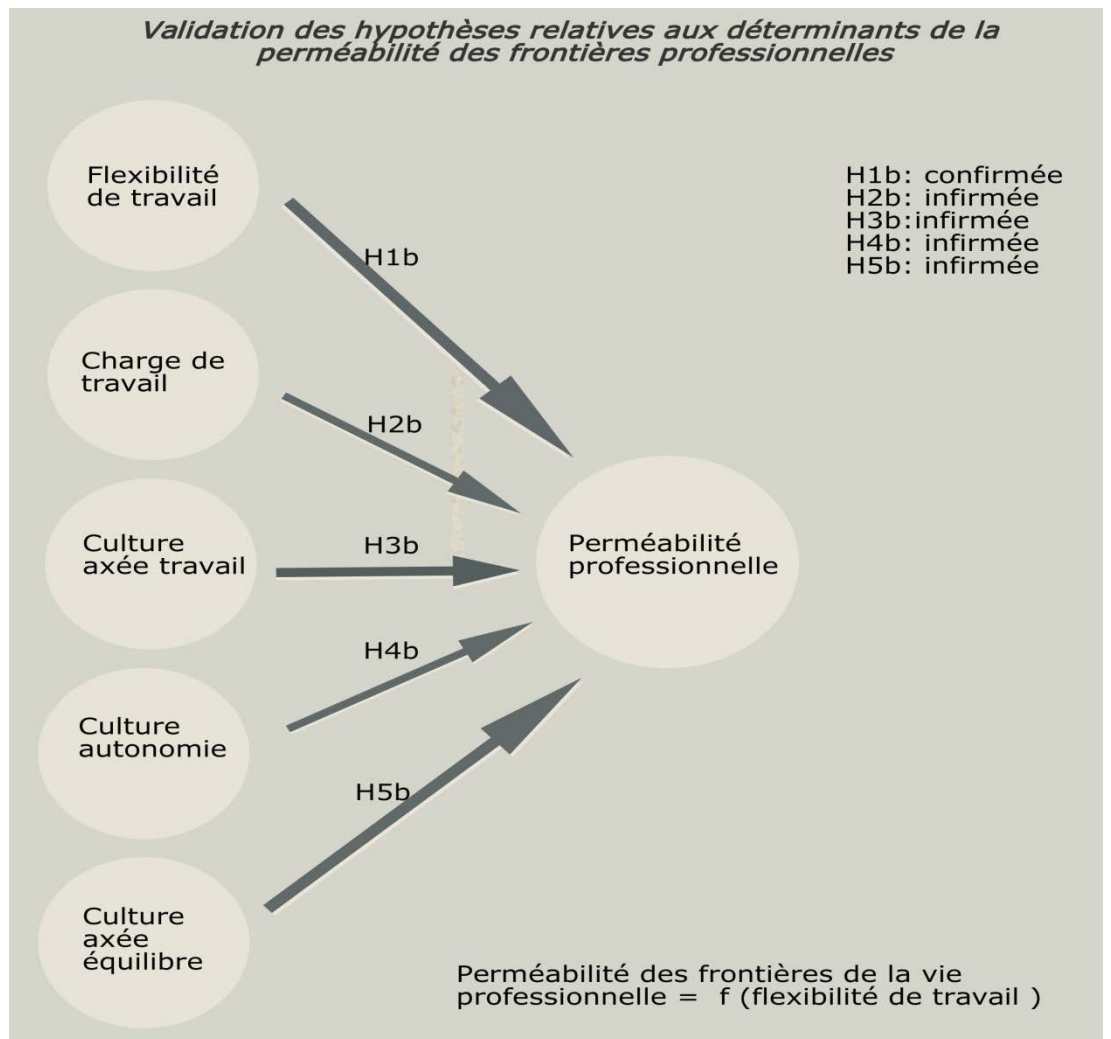 Validation des hypothèses relatives aux déterminants de la
perméabilité des frontières professionnelles
Flexibilité
de travail
H1b: confirmée
H2b: infirmée
H3b:infirmée
H4b: infirmée
H5b: infirmée
H1b
Charge de
travail
H2b
Culture
axée travail
H3b
Perméabilité
professionnelle
H4b
Culture
autonomie
H5b
Culture
axée
équilibre
Perméabilité des frontières de la vie
professionnelle = f (flexibilité de travail )